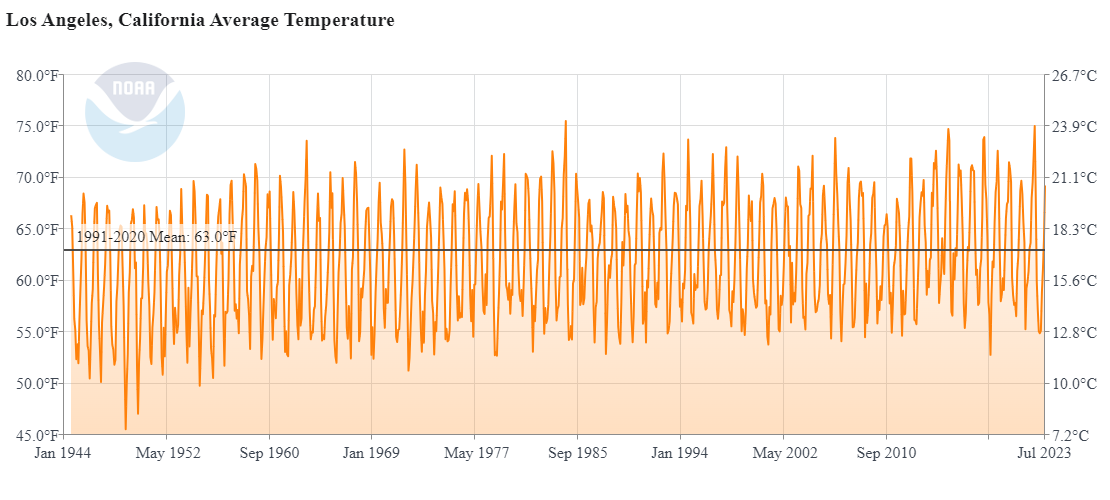 Los Angeles, California Average Temperature
NOAA
80.0°F
75.0°F
70.0°F
65.0°F
60.0°F
55.0°F
50.0°F
45.0°F
1991-2020 Mean: 63.0°F
26.7°C
23.9°C
21.1°C
18.3°C
15.6°C
12.8°C
10.0°C
7.2°C
Jan 1944 May 1952 Sep 1960 Jan 1969 May 1977 Sep 1985 Jan 1994 May 2002 Sep 2010 Jul 2023